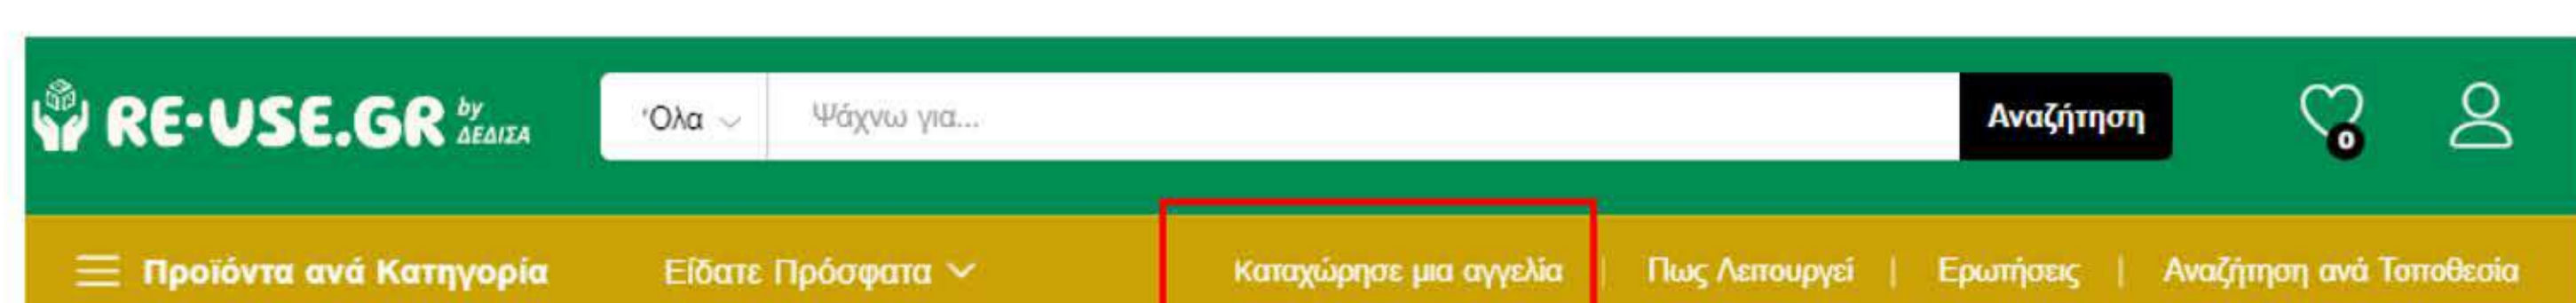 RE-USE.GR by ΔΕΔΙΣΑ
Όλα
Ψάχνω για...
Αναζήτηση
0
Προϊόντα ανά Κατηγορία
Είδατε Πρόσφατα
Καταχώρησε μια αγγελία | Πως Λειτουργεί | Ερωτήσεις | Αναζήτηση ανά Τοποθεσία